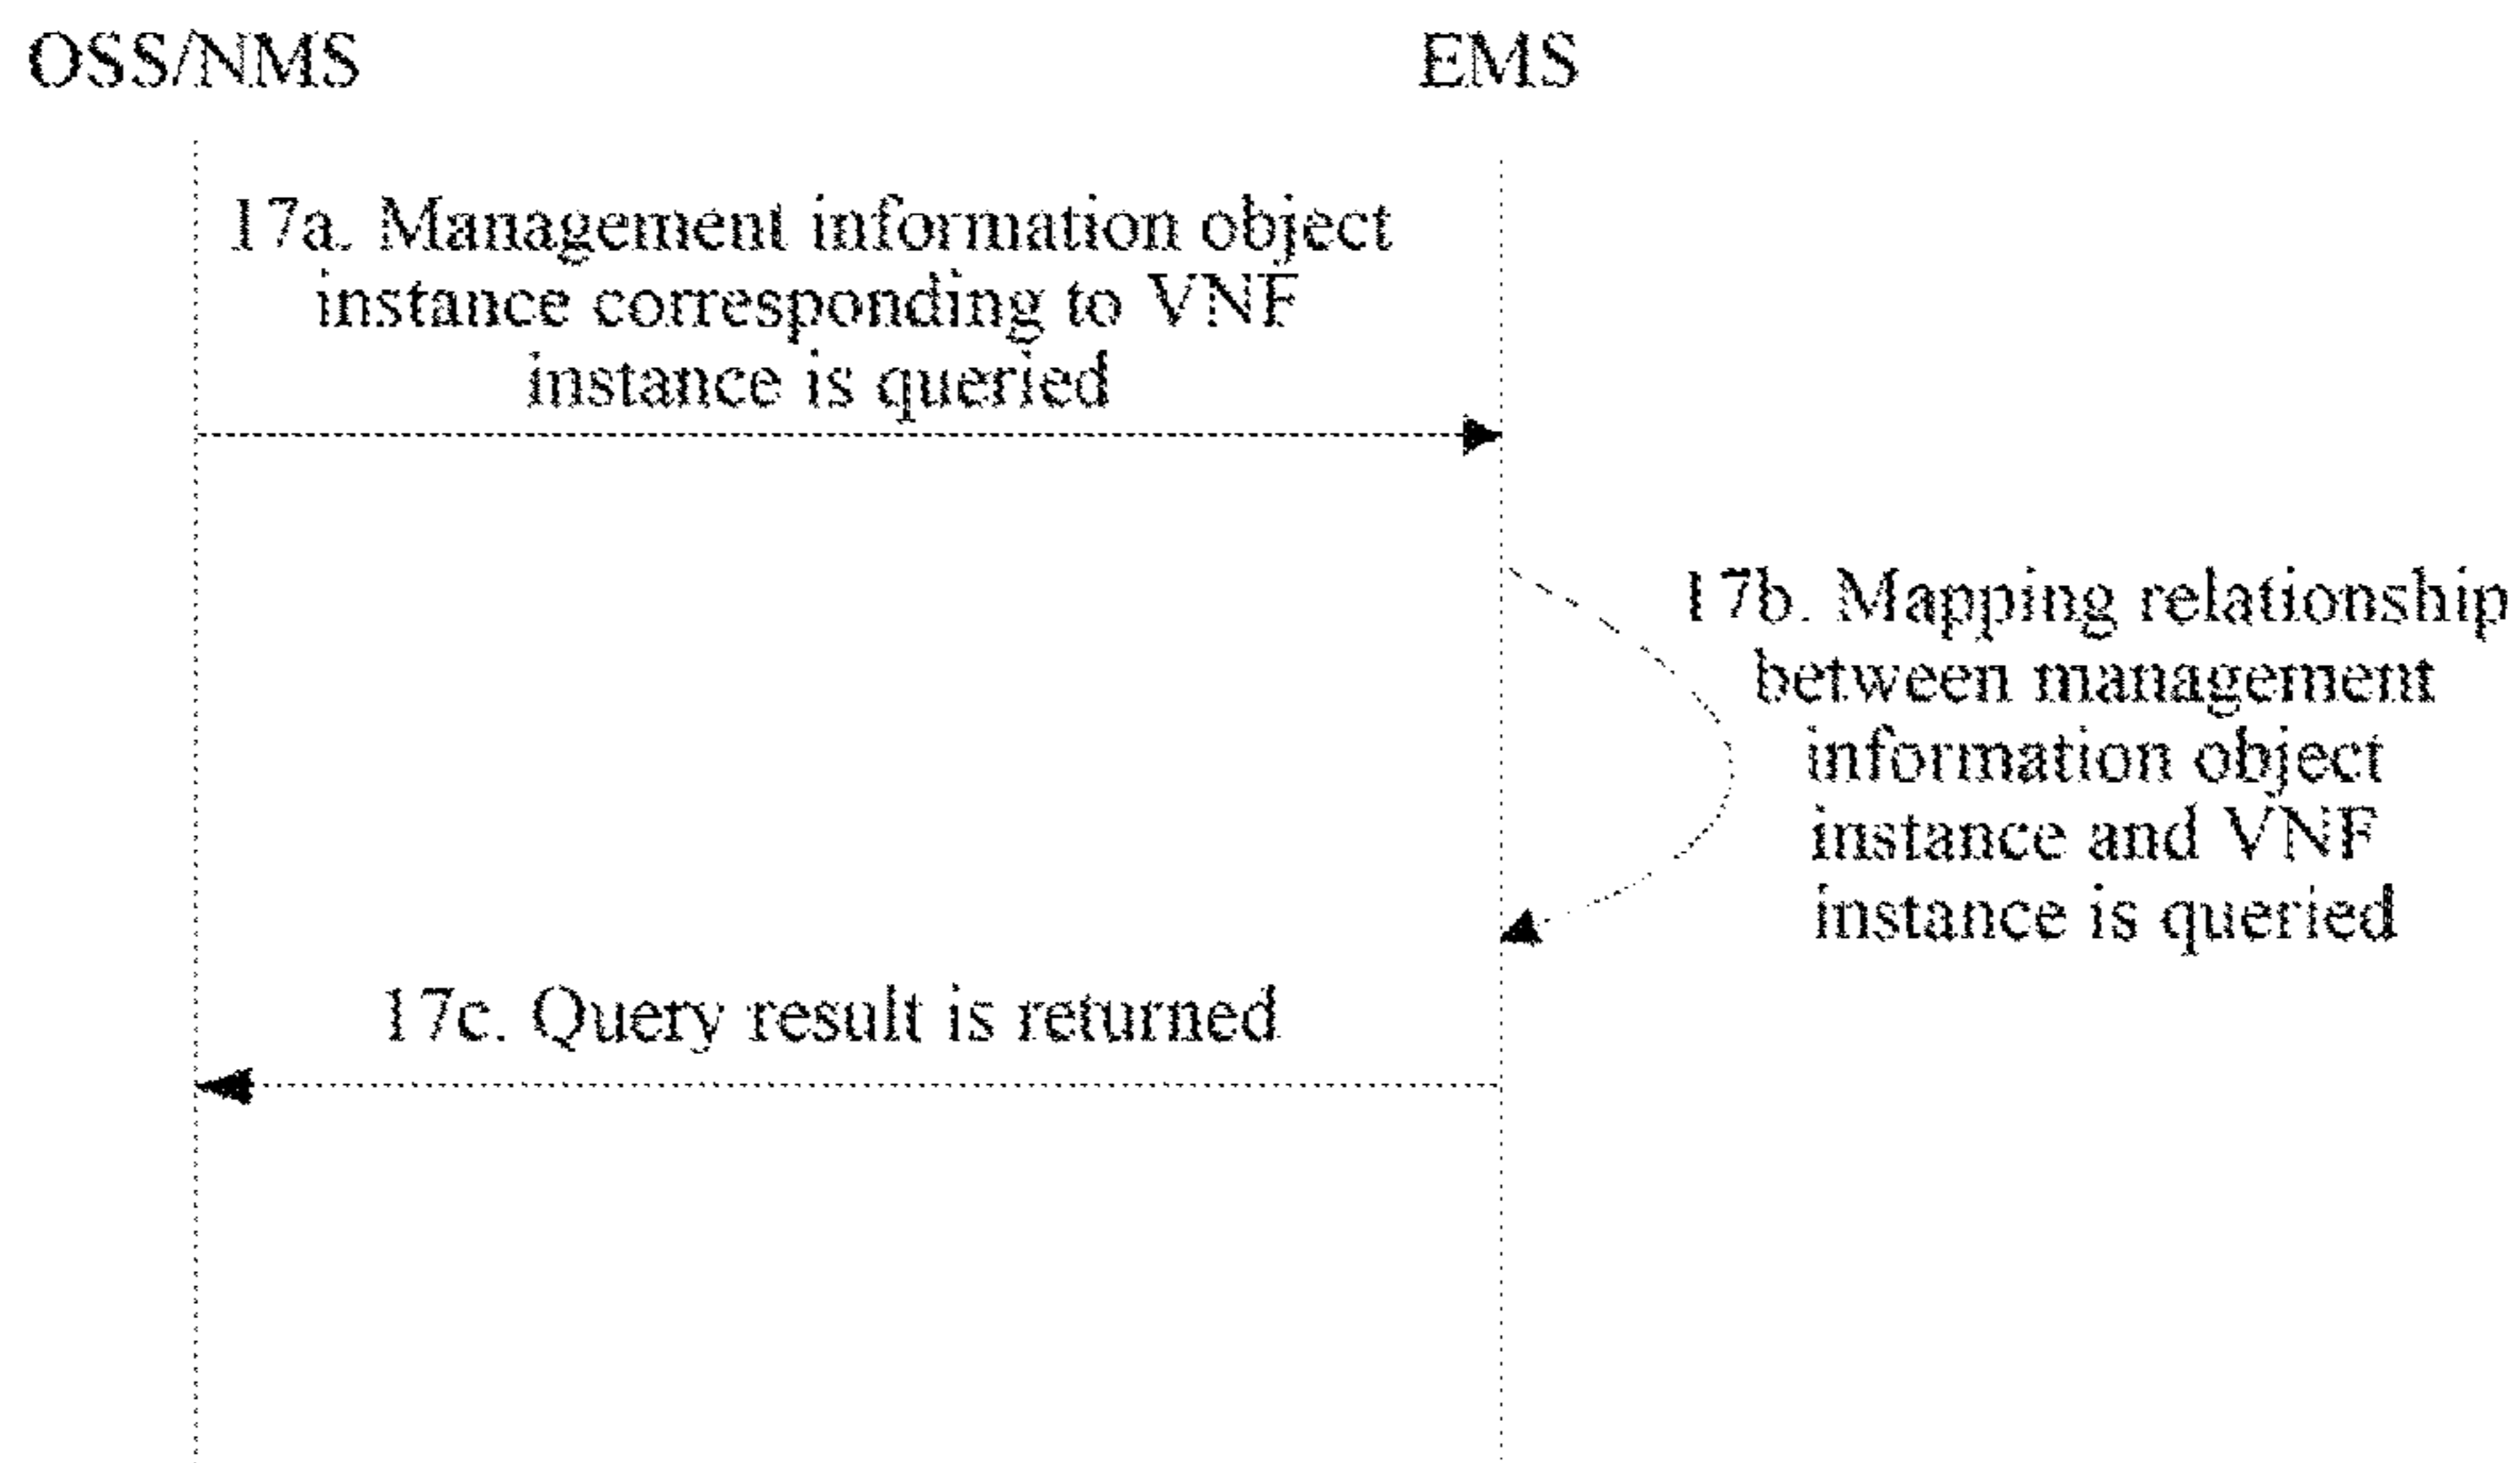 OSS/NMS
EMS
17a. Management information object
instance corresponding to VNF
instance is queried
17b. Mapping relationship
between management
information object
instance and VNF
instance is queried
17c. Query result is returned